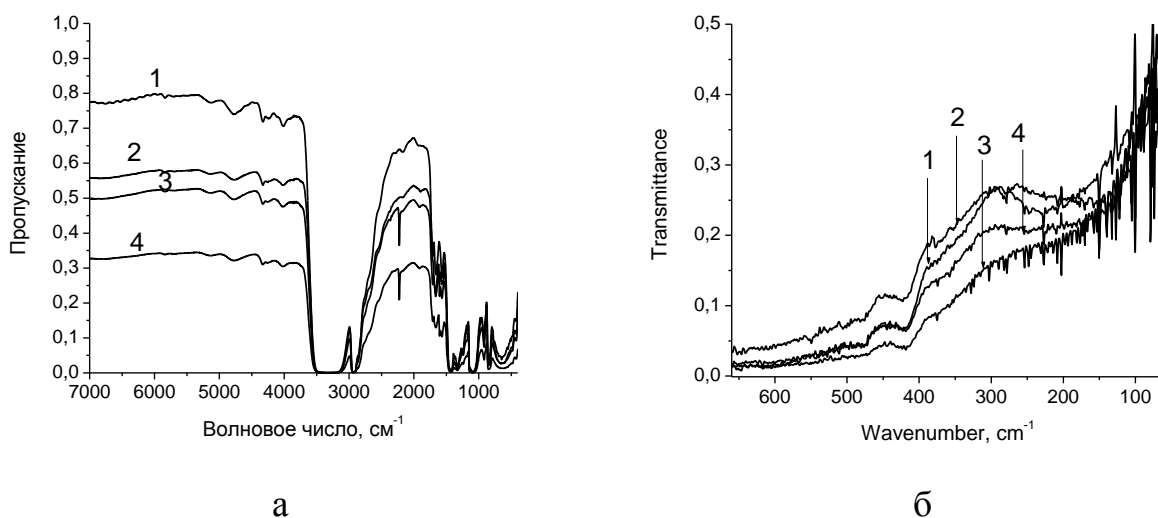 1,0
0,9
0,8
0,7
0,6
0,5
0,4
0,3
0,2
0,1
0,0
Пропускание
1
2
3
4
7000 6000 5000 4000 3000 2000 1000
Волновое число, см-1
а
0,5
0,4
0,3
0,2
0,1
0,0
Transmittance
1 2 3 4
600 500 400 300 200 100
Wavenumber, cm-1
б